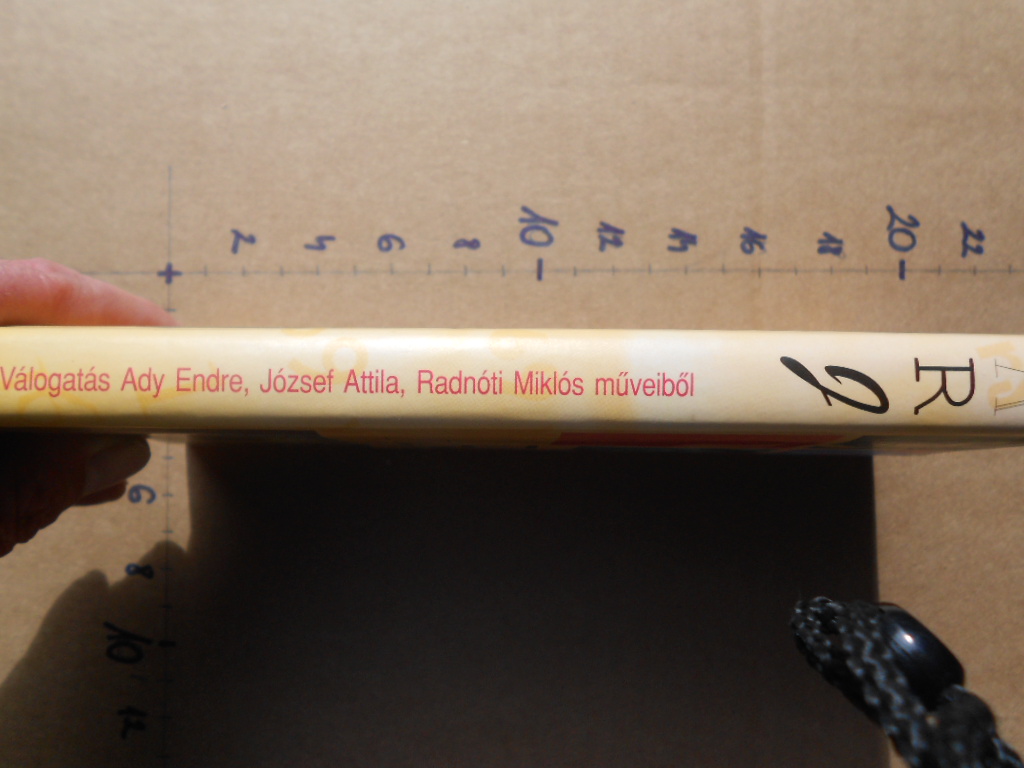 2 4 6 8 10 12 14 16 18 20 22
Válogatás Ady Endre, József Attila, Radnóti Miklós műveiből
R
6
8
10
12